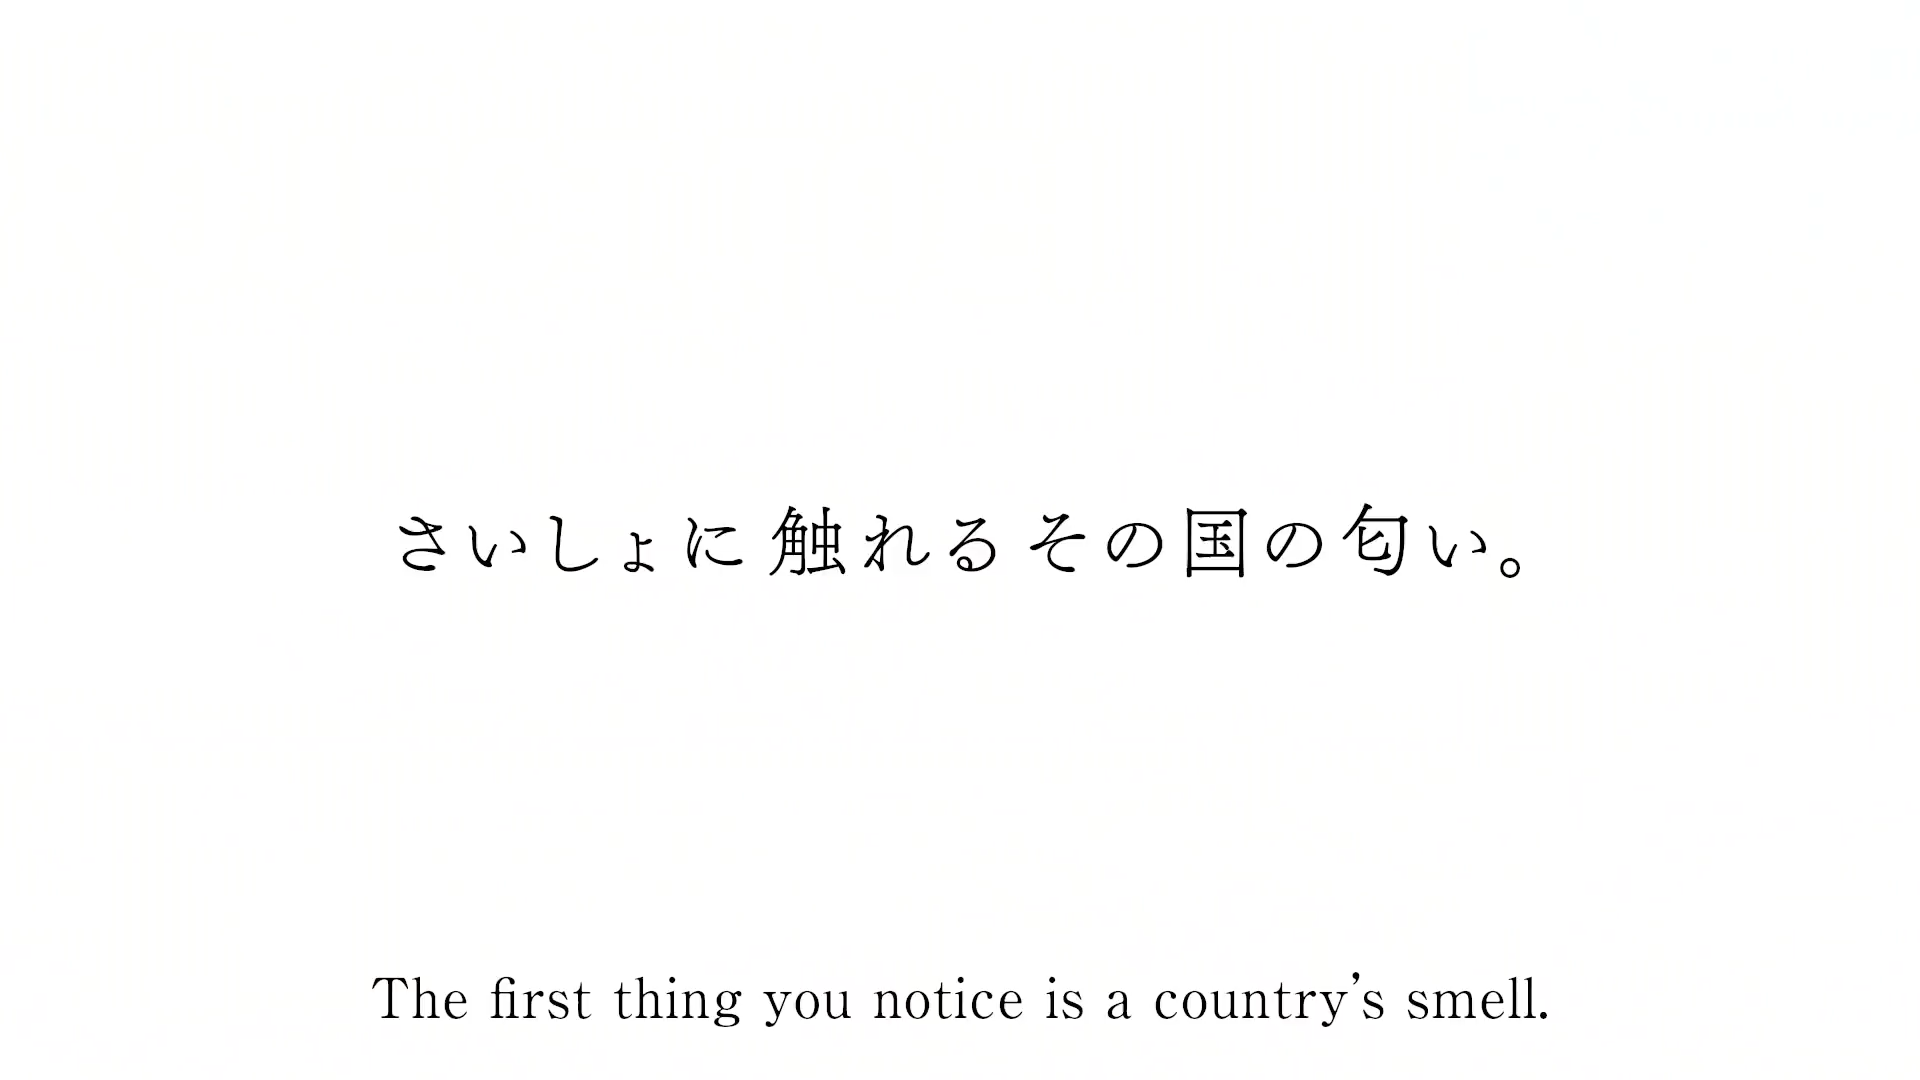 さいしょに 触れる その国の匂い。
The first thing you notice is a country’s smell.